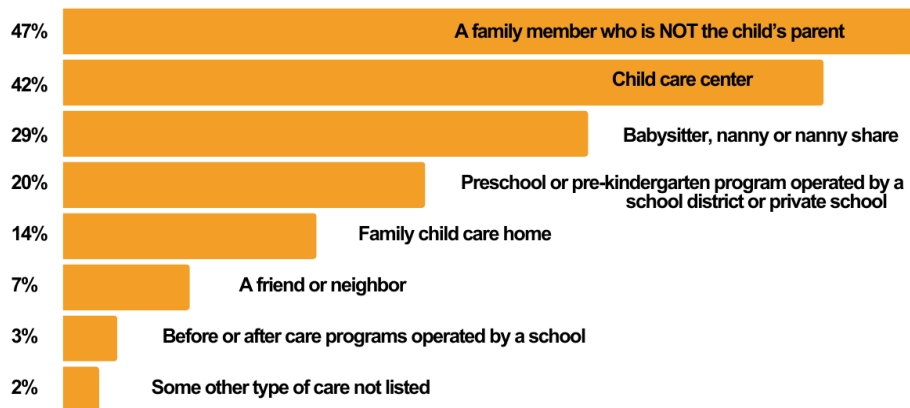 47% A family member who is NOT the child’s parent
42% Child care center
29% Babysitter, nanny or nanny share
20% Preschool or pre-kindergarten program operated by a
school district or private school
14% Family child care home
7% A friend or neighbor
3% Before or after care programs operated by a school
2% Some other type of care not listed